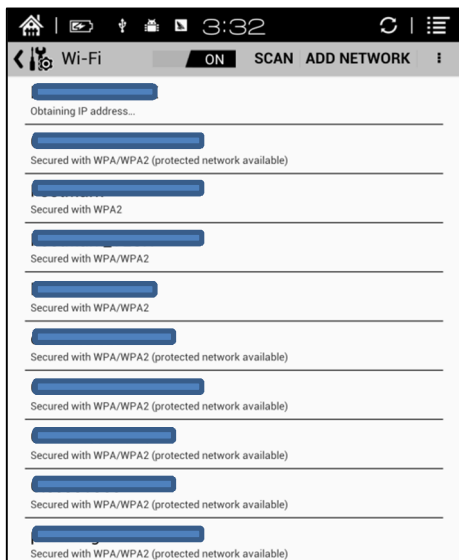 3:32
Wi-Fi ON SCAN ADD NETWORK
Obtaining IP address...
Secured with WPA/WPA2 (protected network available)
Secured with WPA2
Secured with WPA/WPA2
Secured with WPA/WPA2
Secured with WPA/WPA2 (protected network available)
Secured with WPA/WPA2 (protected network available)
Secured with WPA/WPA2 (protected network available)
Secured with WPA/WPA2 (protected network available)
Secured with WPA/WPA2 (protected network available)